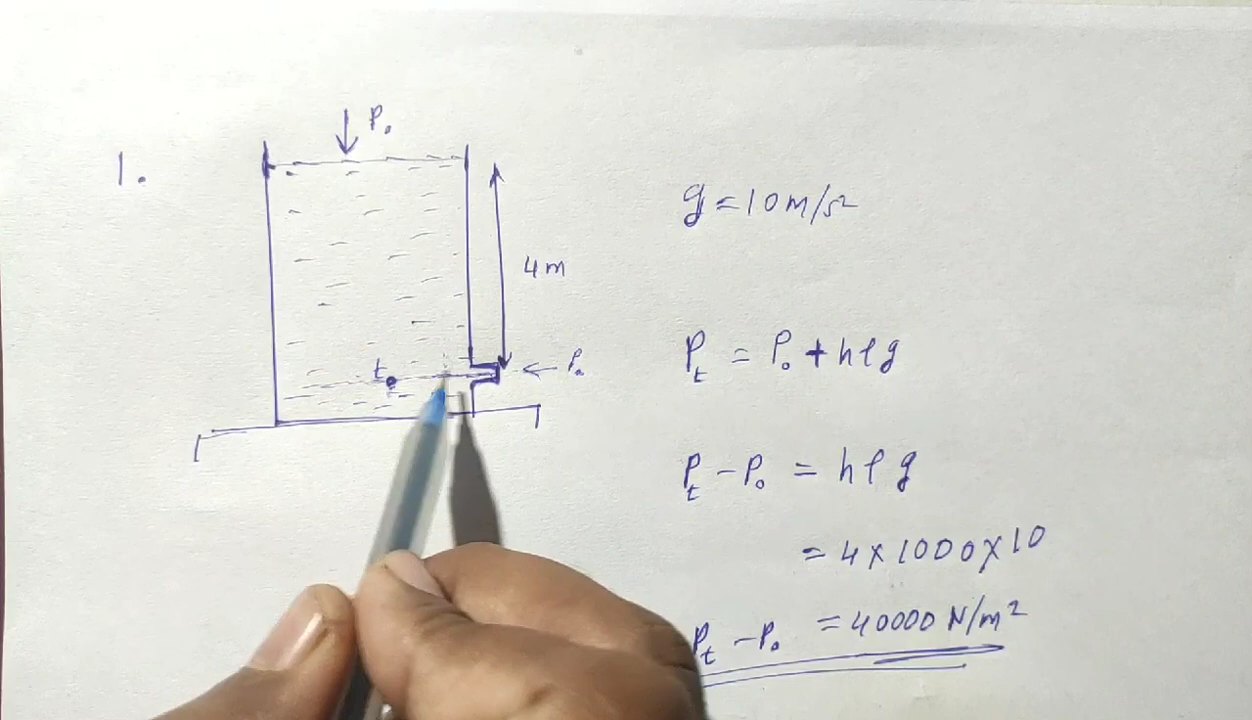 P₀
1.
4m
t
← P₀
g = 10 m/s²
Pt = P₀ + hρg
Pt - P₀ = hρg
= 4 × 1000 × 10
Pt - P₀ = 40000 N/m²